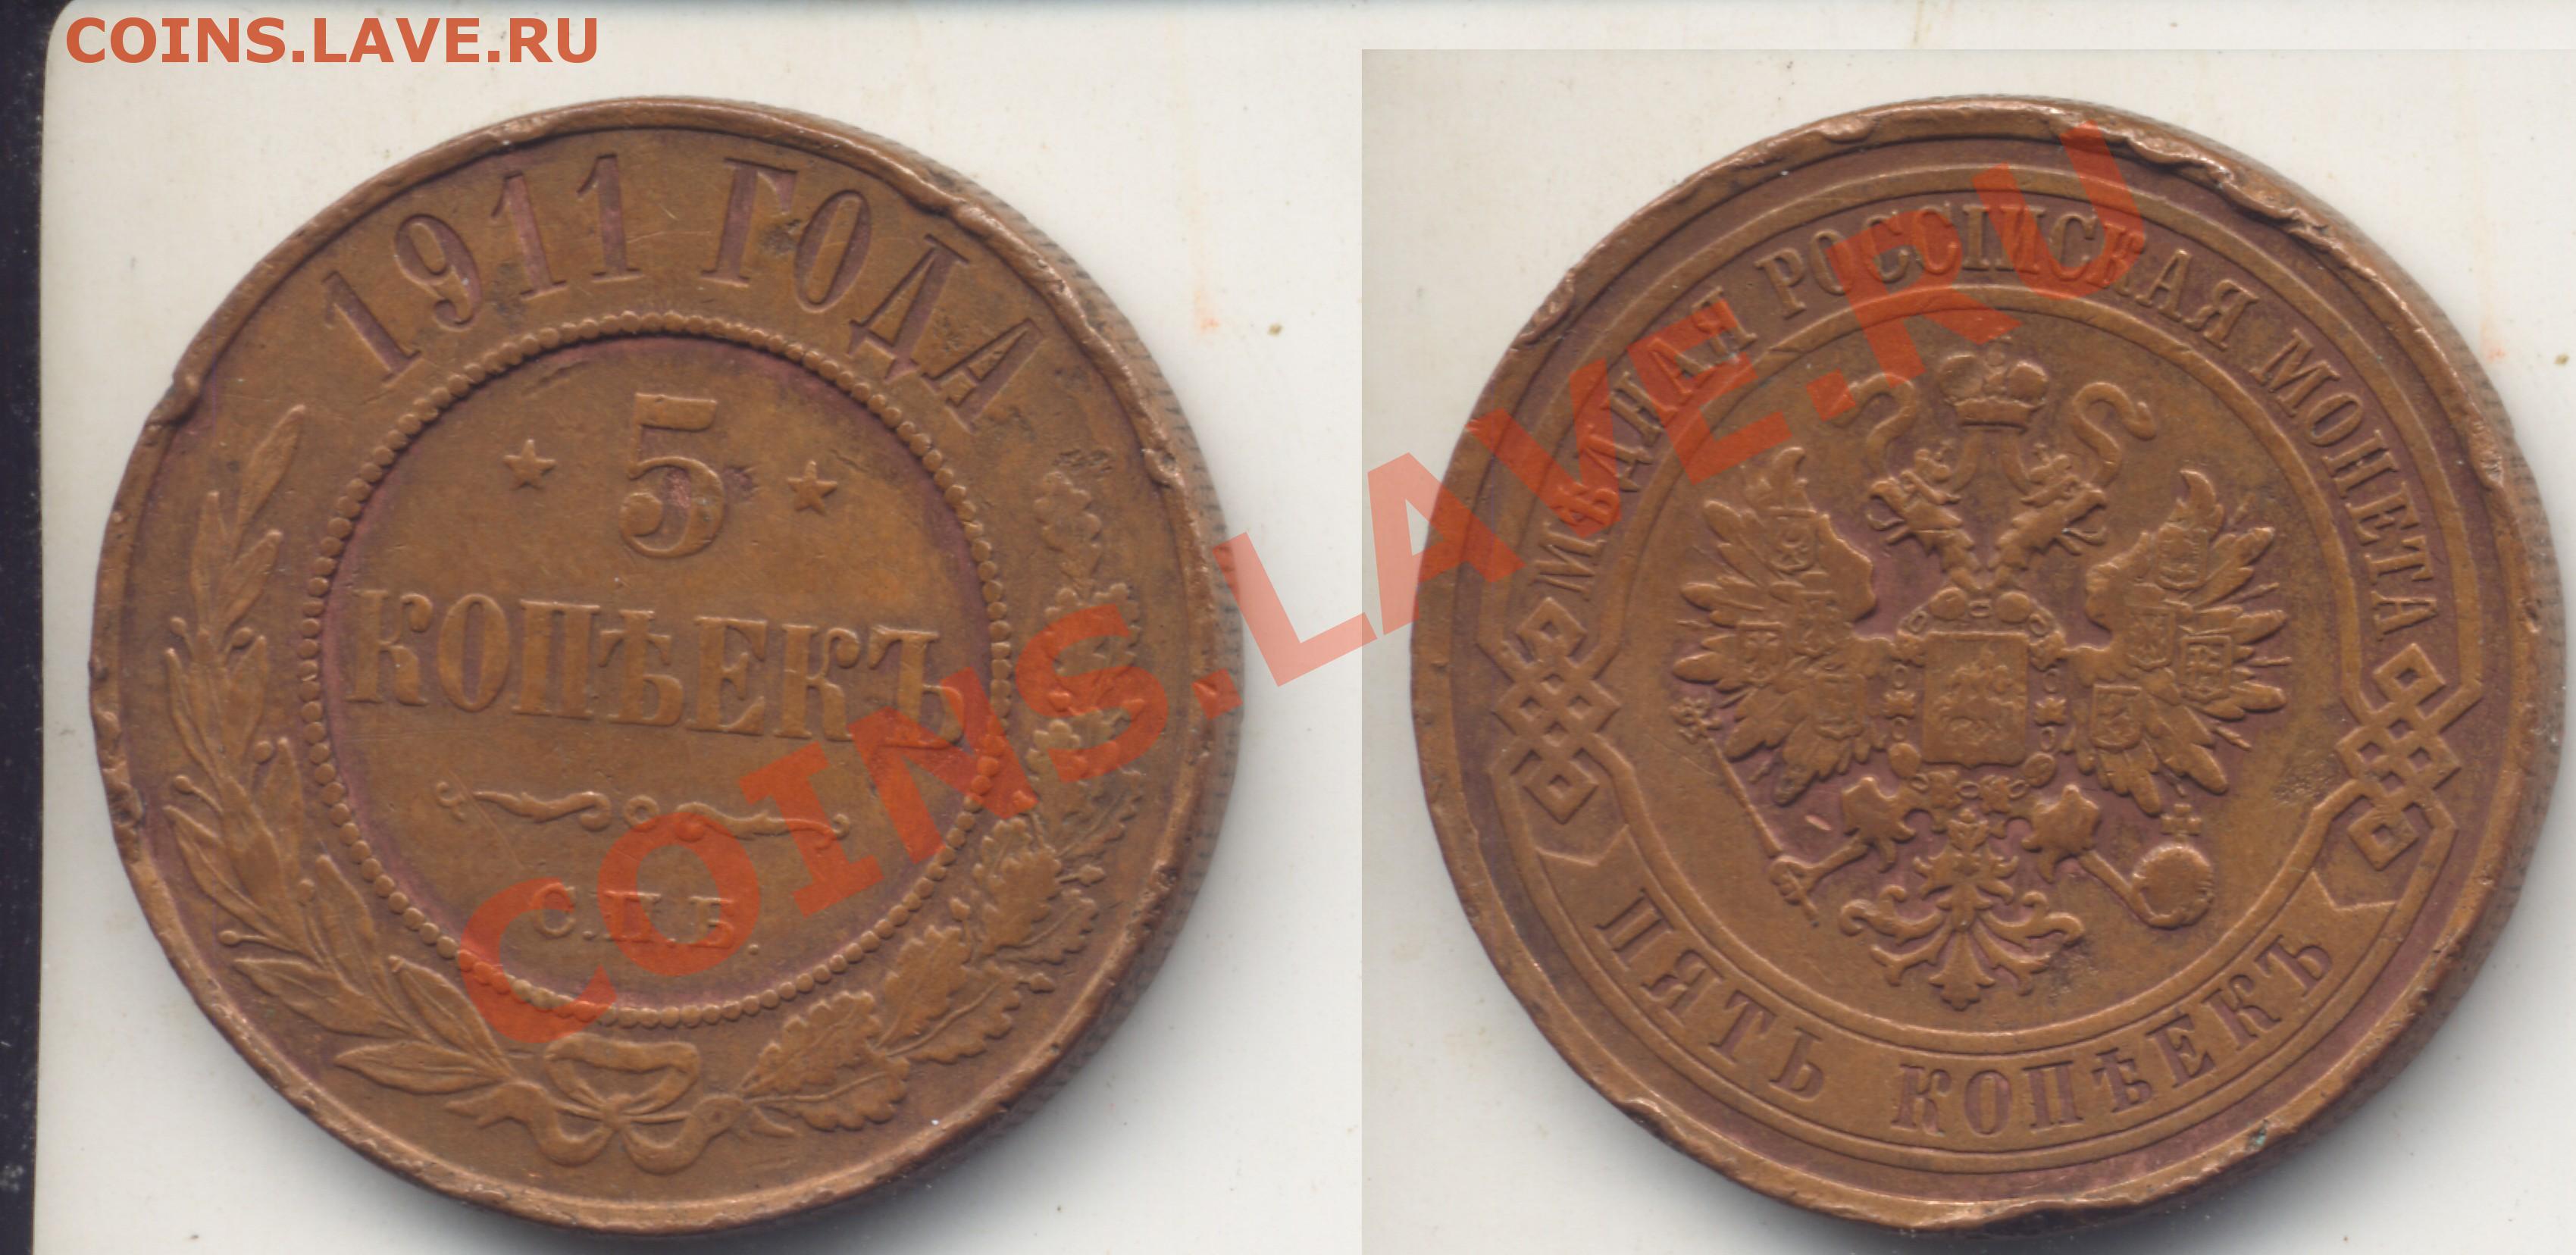 COINS.LAVE.RU
1911 ГОДА
5
КОПѢЕКЪ
С.П.Б.
МѢДНАЯ РОССIЙСКАЯ МОНЕТА
ПЯТЬ КОПѢЕКЪ
COINS.LAVE.RU